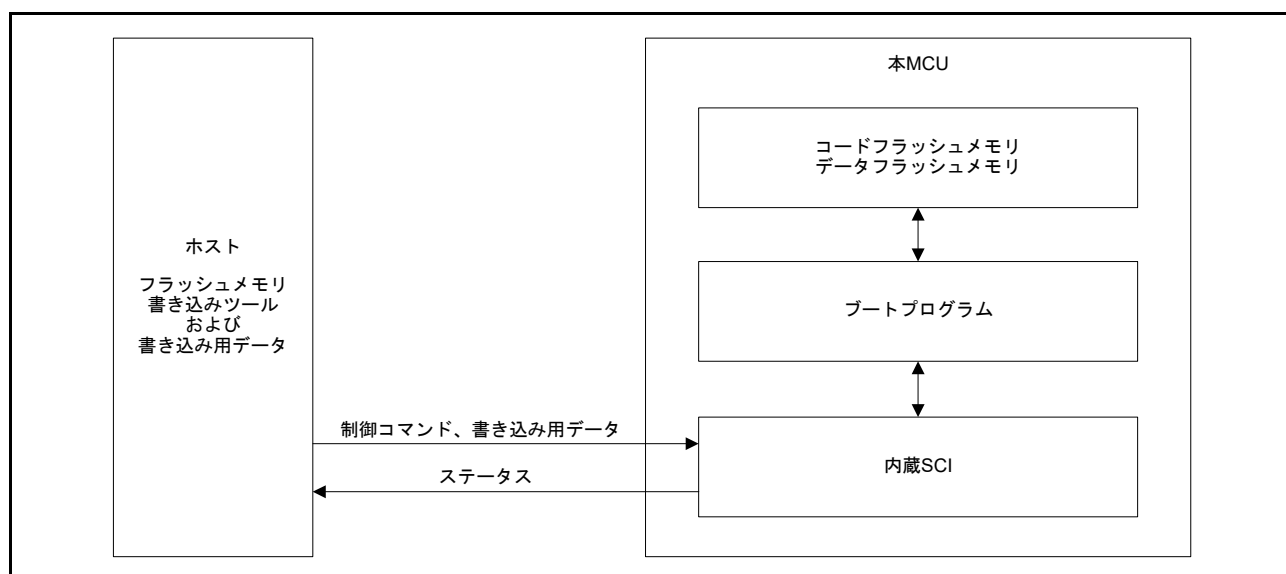 ホスト
フラッシュメモリ
書き込みツール
および
書き込み用データ
制御コマンド、書き込み用データ
ステータス
本MCU
コードフラッシュメモリ
データフラッシュメモリ
ブートプログラム
内蔵SCI